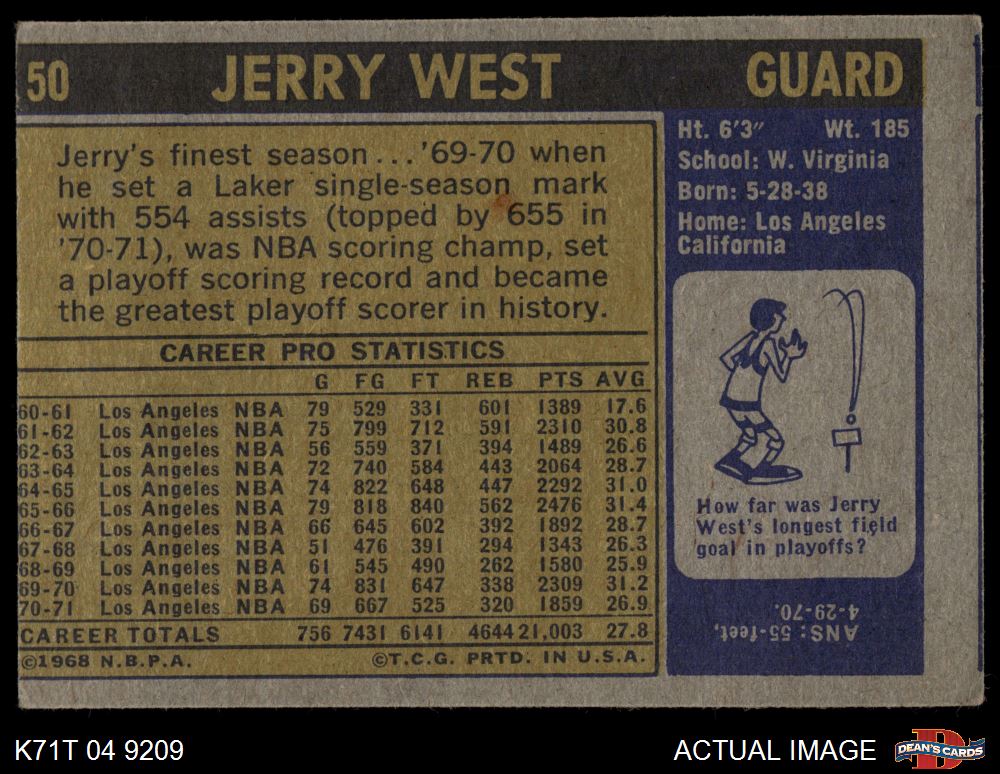 50 JERRY WEST GUARD
Jerry's finest season...'69-70 when
he set a Laker single-season mark
with 554 assists (topped by 655 in
'70-71), was NBA scoring champ, set
a playoff scoring record and became
the greatest playoff scorer in history.
CAREER PRO STATISTICS
G FG FT REB PTS AVG
60-61 Los Angeles NBA 79 529 331 601 1389 17.6
61-62 Los Angeles NBA 75 799 712 591 2310 30.8
62-63 Los Angeles NBA 56 559 371 394 1489 26.6
63-64 Los Angeles NBA 72 740 584 443 2064 28.7
64-65 Los Angeles NBA 74 822 648 447 2292 31.0
65-66 Los Angeles NBA 79 818 840 562 2476 31.4
66-67 Los Angeles NBA 66 645 602 392 1892 28.7
67-68 Los Angeles NBA 51 476 391 294 1343 26.3
68-69 Los Angeles NBA 61 545 490 262 1580 25.9
69-70 Los Angeles NBA 74 831 647 338 2309 31.2
70-71 Los Angeles NBA 69 667 525 320 1859 26.9
CAREER TOTALS 756 7431 6141 4644 21,003 27.8
©1968 N.B.P.A. ©T.C.G. PRTD. IN U.S.A.
Ht. 6'3" Wt. 185
School: W. Virginia
Born: 5-28-38
Home: Los Angeles
California
How far was Jerry
West's longest field
goal in playoffs?
ANS: 55-feet,
4-29-70.
K71T 04 9209
ACTUAL IMAGE
D
DEAN'S CARDS